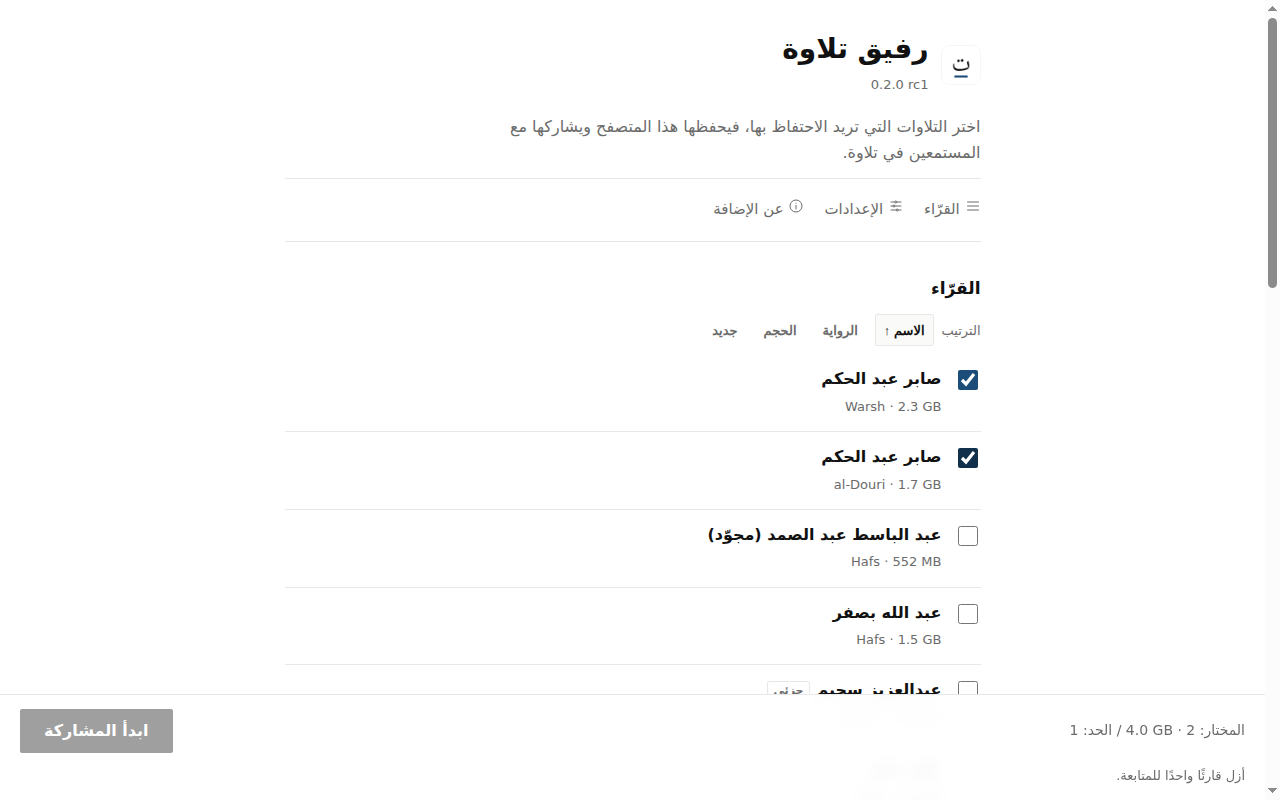 ت
رفيق تلاوة
0.2.0 rc1
اختر التلاوات التي تريد الاحتفاظ بها، فيحفظها هذا المتصفح ويشاركها مع
المستمعين في تلاوة.
القرّاء الإعدادات عن الإضافة
القرّاء
الترتيب الاسم ↑ الرواية الحجم جديد
صابر عبد الحكم
Warsh · 2.3 GB
صابر عبد الحكم
al-Douri · 1.7 GB
عبد الباسط عبد الصمد (مجوّد)
Hafs · 552 MB
عبد الله بصفر
Hafs · 1.5 GB
عبدالعزيز سحيم جزئي
المختار: 2 · 4.0 GB / الحد: 1
ابدأ المشاركة
أزل قارئًا واحدًا للمتابعة.